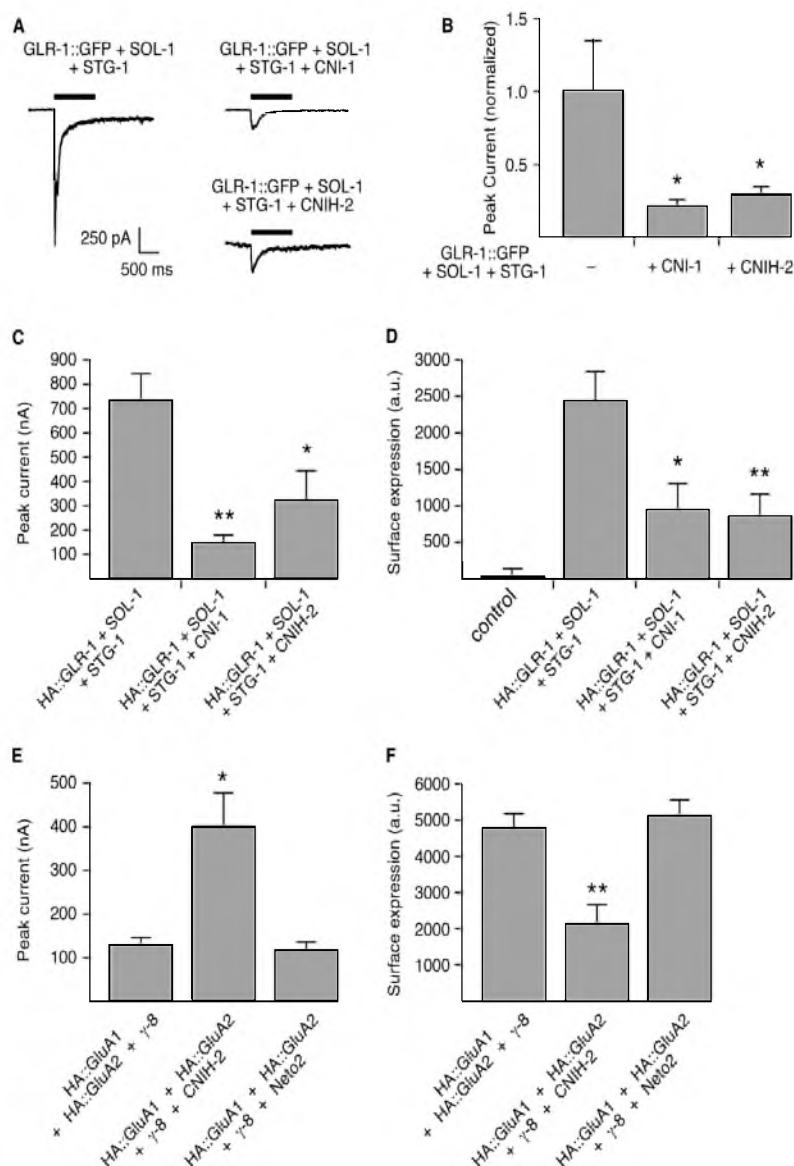 A
GLR-1::GFP + SOL-1
+ STG-1
GLR-1::GFP + SOL-1
+ STG-1 + CNI-1
GLR-1::GFP + SOL-1
+ STG-1 + CNIH-2
250 pA
500 ms
B
Peak Current (normalized)
1.5
1.0
0.5
*
*
GLR-1::GFP
+ SOL-1 + STG-1
–
+ CNI-1
+ CNIH-2
C
Peak current (nA)
900
800
700
600
500
400
300
200
100
**
*
HA::GLR-1 + SOL-1
+ STG-1
HA::GLR-1 + SOL-1
+ STG-1 + CNI-1
HA::GLR-1 + SOL-1
+ STG-1 + CNIH-2
D
Surface expression (a.u.)
3000
2500
2000
1500
1000
500
*
**
control
HA::GLR-1 + SOL-1
+ STG-1
HA::GLR-1 + SOL-1
+ STG-1 + CNI-1
HA::GLR-1 + SOL-1
+ STG-1 + CNIH-2
E
Peak current (nA)
500
400
300
200
100
*
HA::GluA1
+ HA::GluA2 + γ-8
HA::GluA1 + HA::GluA2
+ γ-8 + CNIH-2
HA::GluA1 + HA::GluA2
+ γ-8 + Neto2
F
Surface expression (a.u.)
6000
5000
4000
3000
2000
1000
**
HA::GluA1
+ HA::GluA2 + γ-8
HA::GluA1 + HA::GluA2
+ γ-8 + CNIH-2
HA::GluA1 + HA::GluA2
+ γ-8 + Neto2